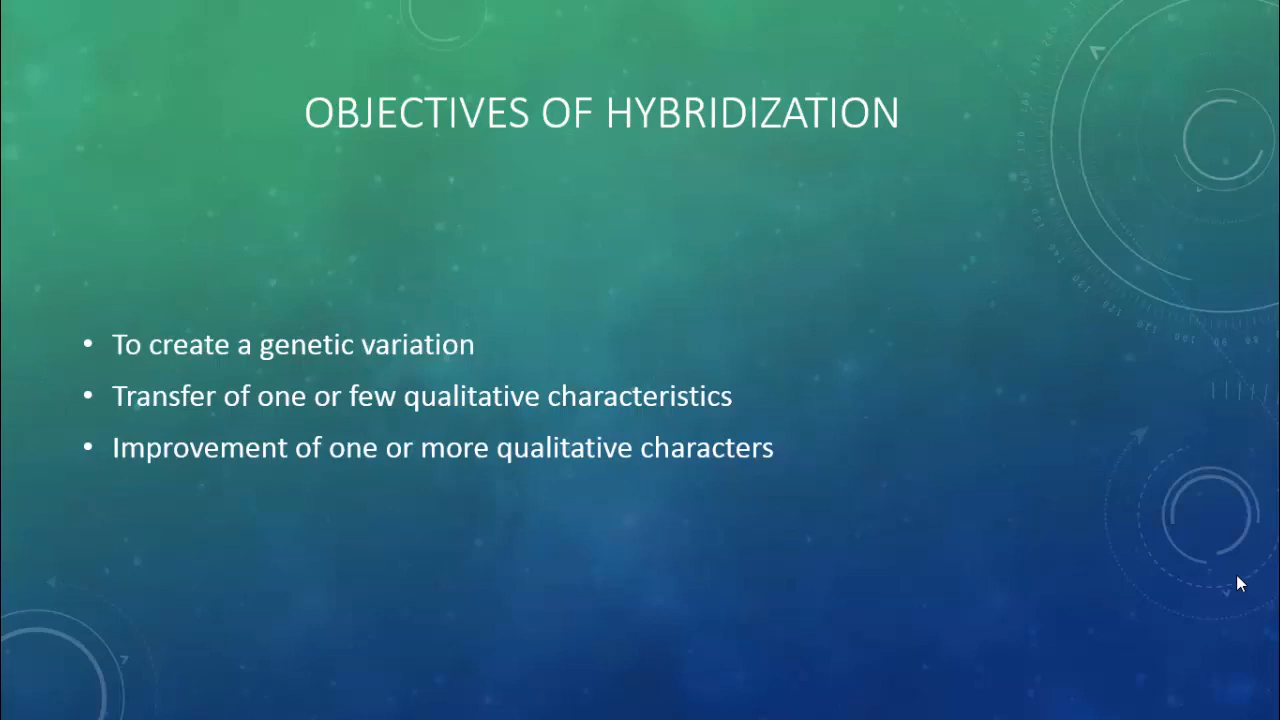 OBJECTIVES OF HYBRIDIZATION
• To create a genetic variation
• Transfer of one or few qualitative characteristics
• Improvement of one or more qualitative characters